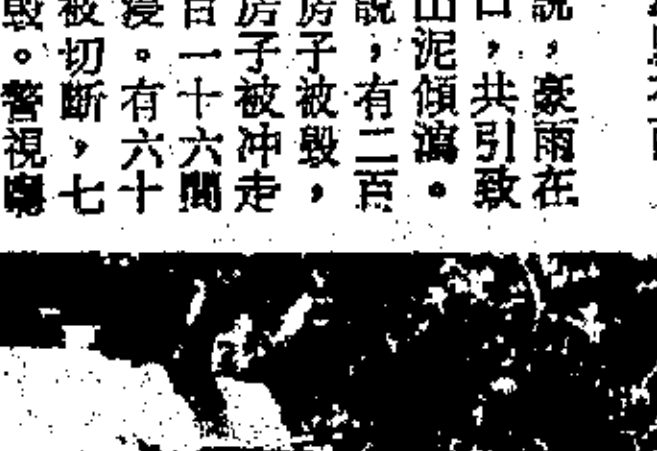 說，豪雨在
口，共引致
山泥傾瀉。
說，有二百
房子被毀，
房子被冲走
百一十六間
浸。有六十
被切斷，七
毀。警視廳